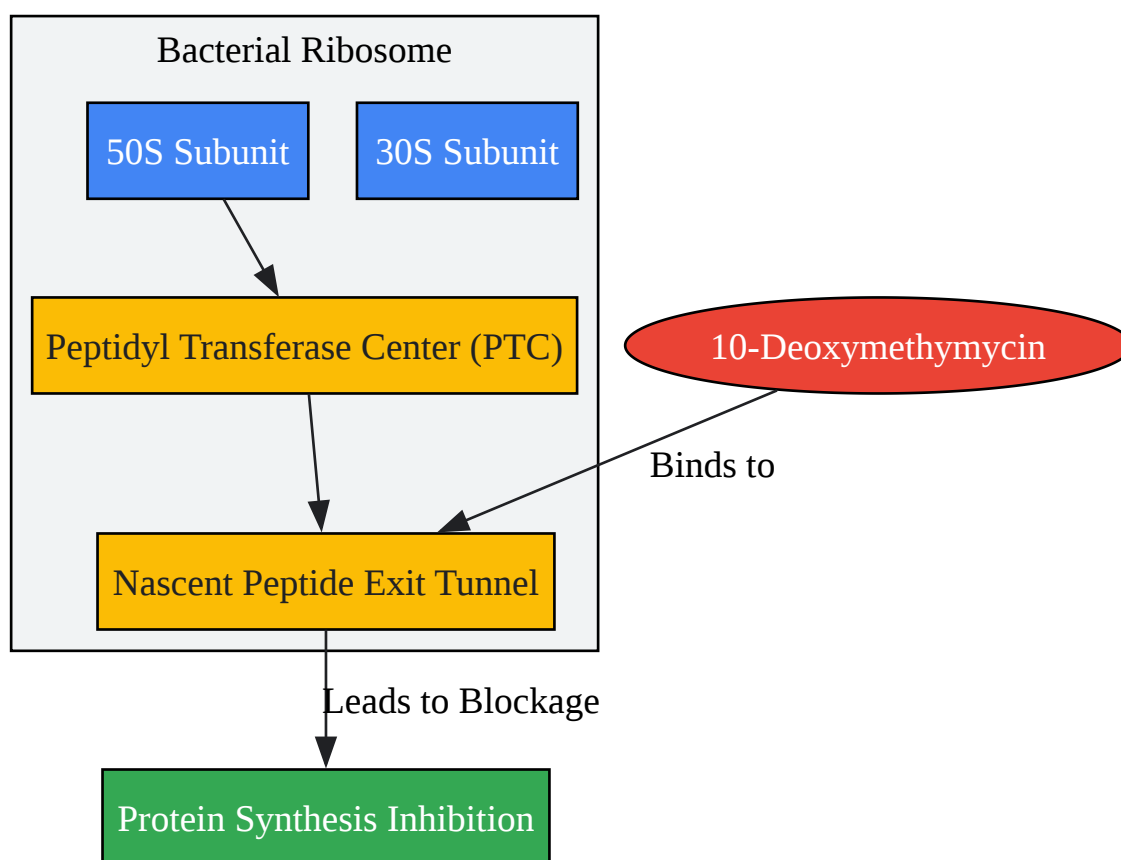 Bacterial Ribosome
50S Subunit
30S Subunit
Peptidyl Transferase Center (PTC)
10-Deoxymethymycin
Binds to
Nascent Peptide Exit Tunnel
Leads to Blockage
Protein Synthesis Inhibition